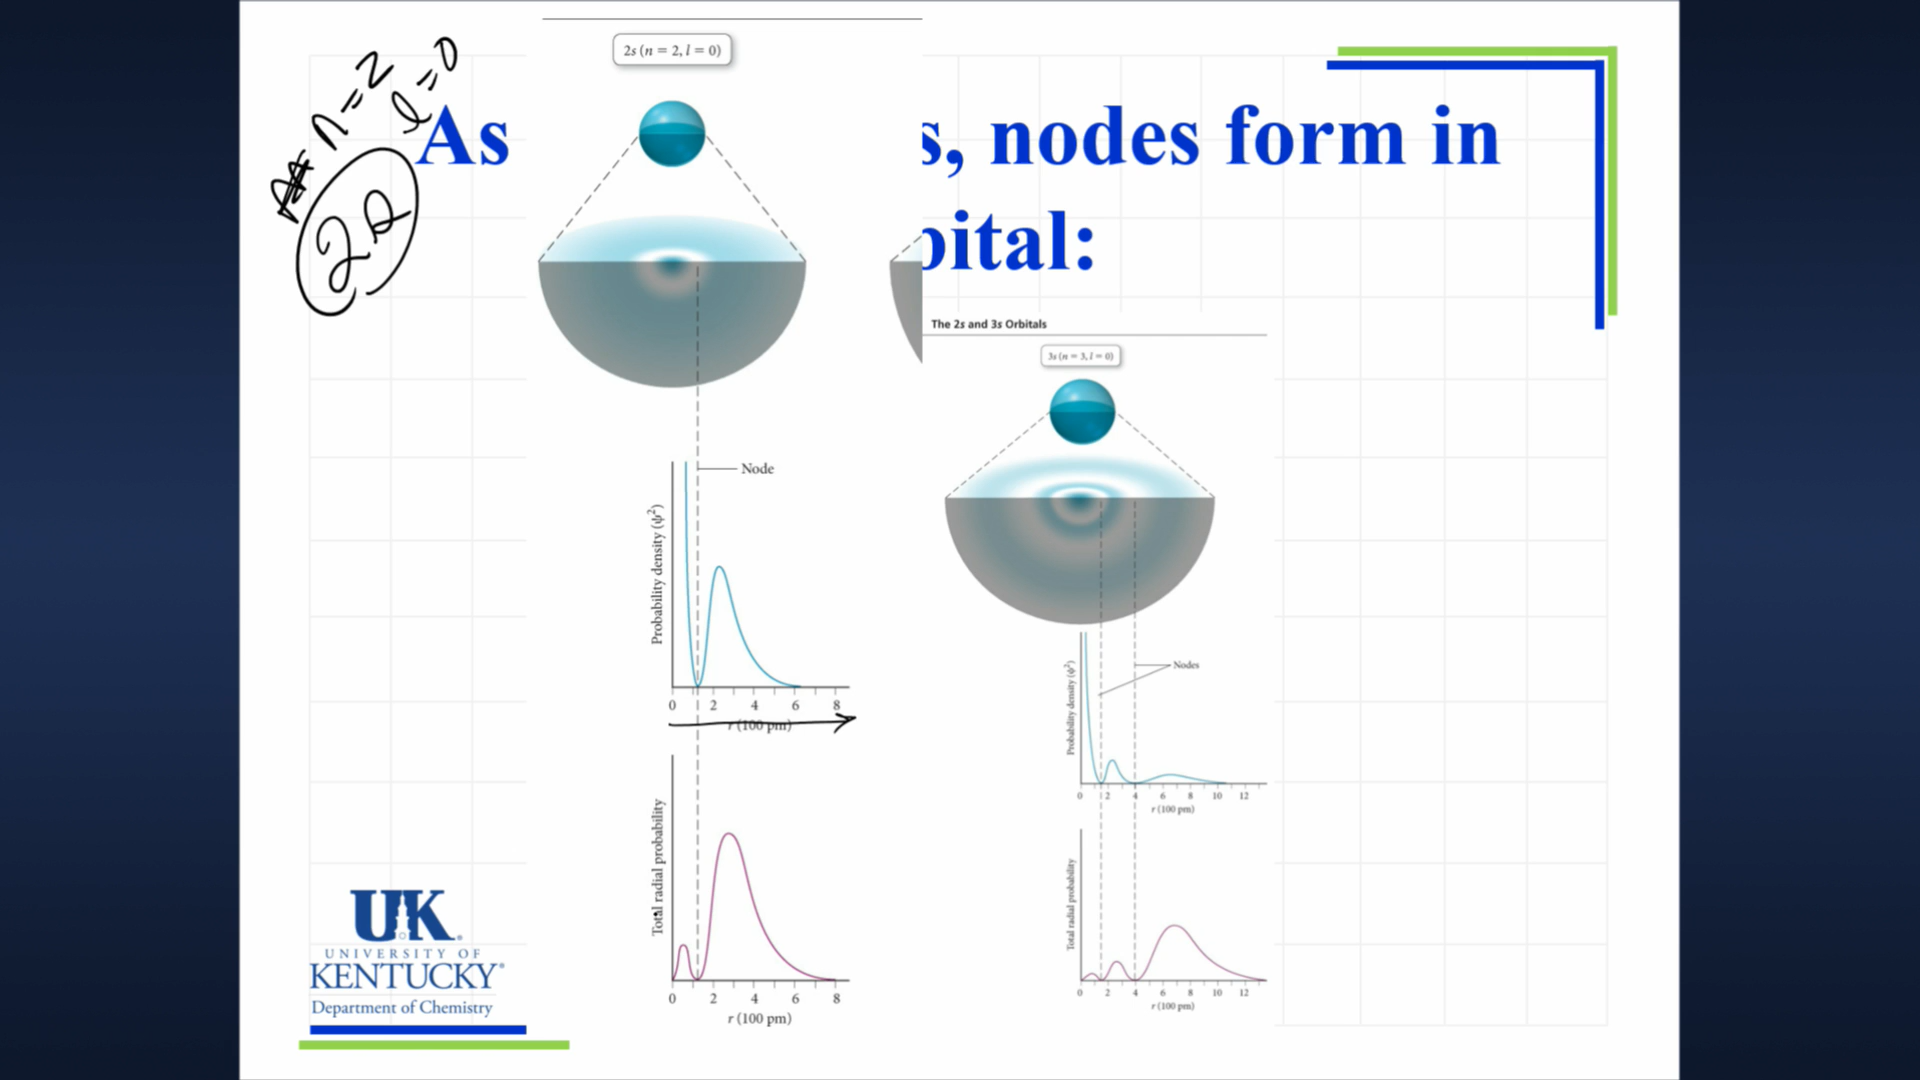 n=2
l=0
2s
As
s, nodes form in
bital:
2s (n = 2, l = 0)
Node
Probability density (ψ²)
0 2 4 6 8
r (100 pm)
Total radial probability
0 2 4 6 8
r (100 pm)
The 2s and 3s Orbitals
3s (n = 3, l = 0)
Nodes
Probability density (ψ²)
0 2 4 6 8 10 12
r (100 pm)
Total radial probability
0 2 4 6 8 10 12
r (100 pm)
UK
UNIVERSITY OF
KENTUCKY®
Department of Chemistry